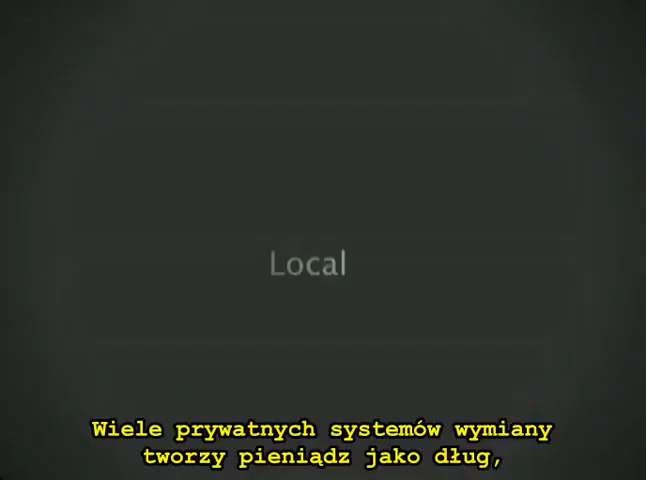 Local
Wiele prywatnych systemów wymiany
tworzy pieniądz jako dług,